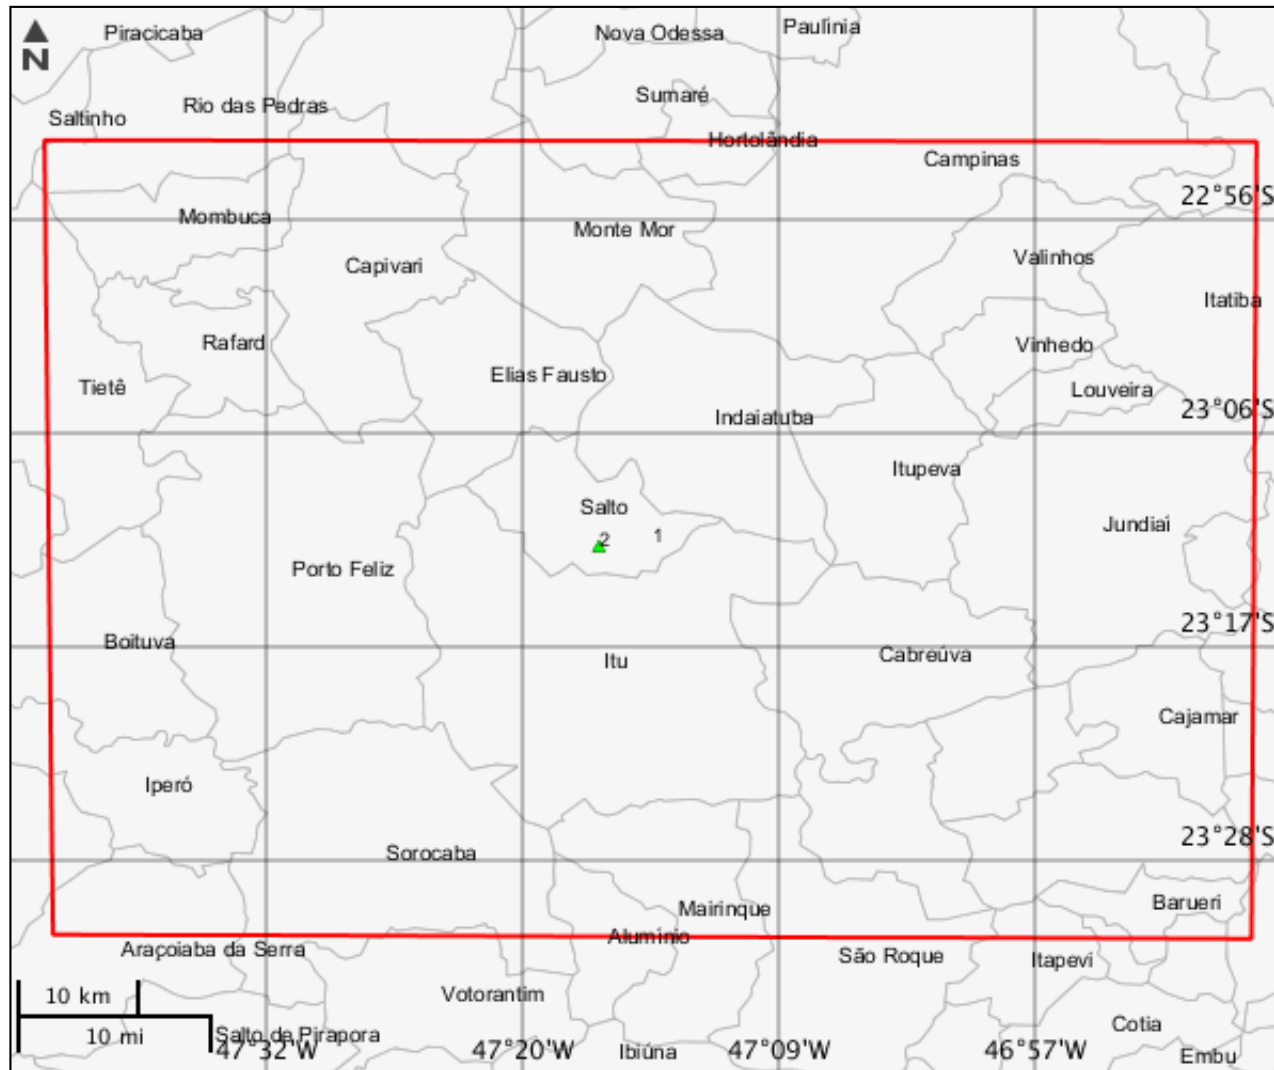 N
Piracicaba
Nova Odessa
Paulínia
Sumaré
Rio das Pedras
Saltinho
Hortolândia
Campinas
22°56'S
Mombuca
Monte Mor
Valinhos
Capivari
Itatiba
Rafard
Vinhedo
Elias Fausto
Tietê
Louveira
23°06'S
Indaiatuba
Itupeva
Salto
Jundiai
2
1
Porto Feliz
23°17'S
Boituva
Itu
Cabreúva
Cajamar
Iperó
23°28'S
Sorocaba
Barueri
Mairinque
Alumínio
Araçoiaba da Serra
São Roque
Itapevi
10 km
Votorantim
10 mi
Salto de Pirapora
Cotia
47°32'W
47°20'W
Ibiúna
47°09'W
46°57'W
Embu